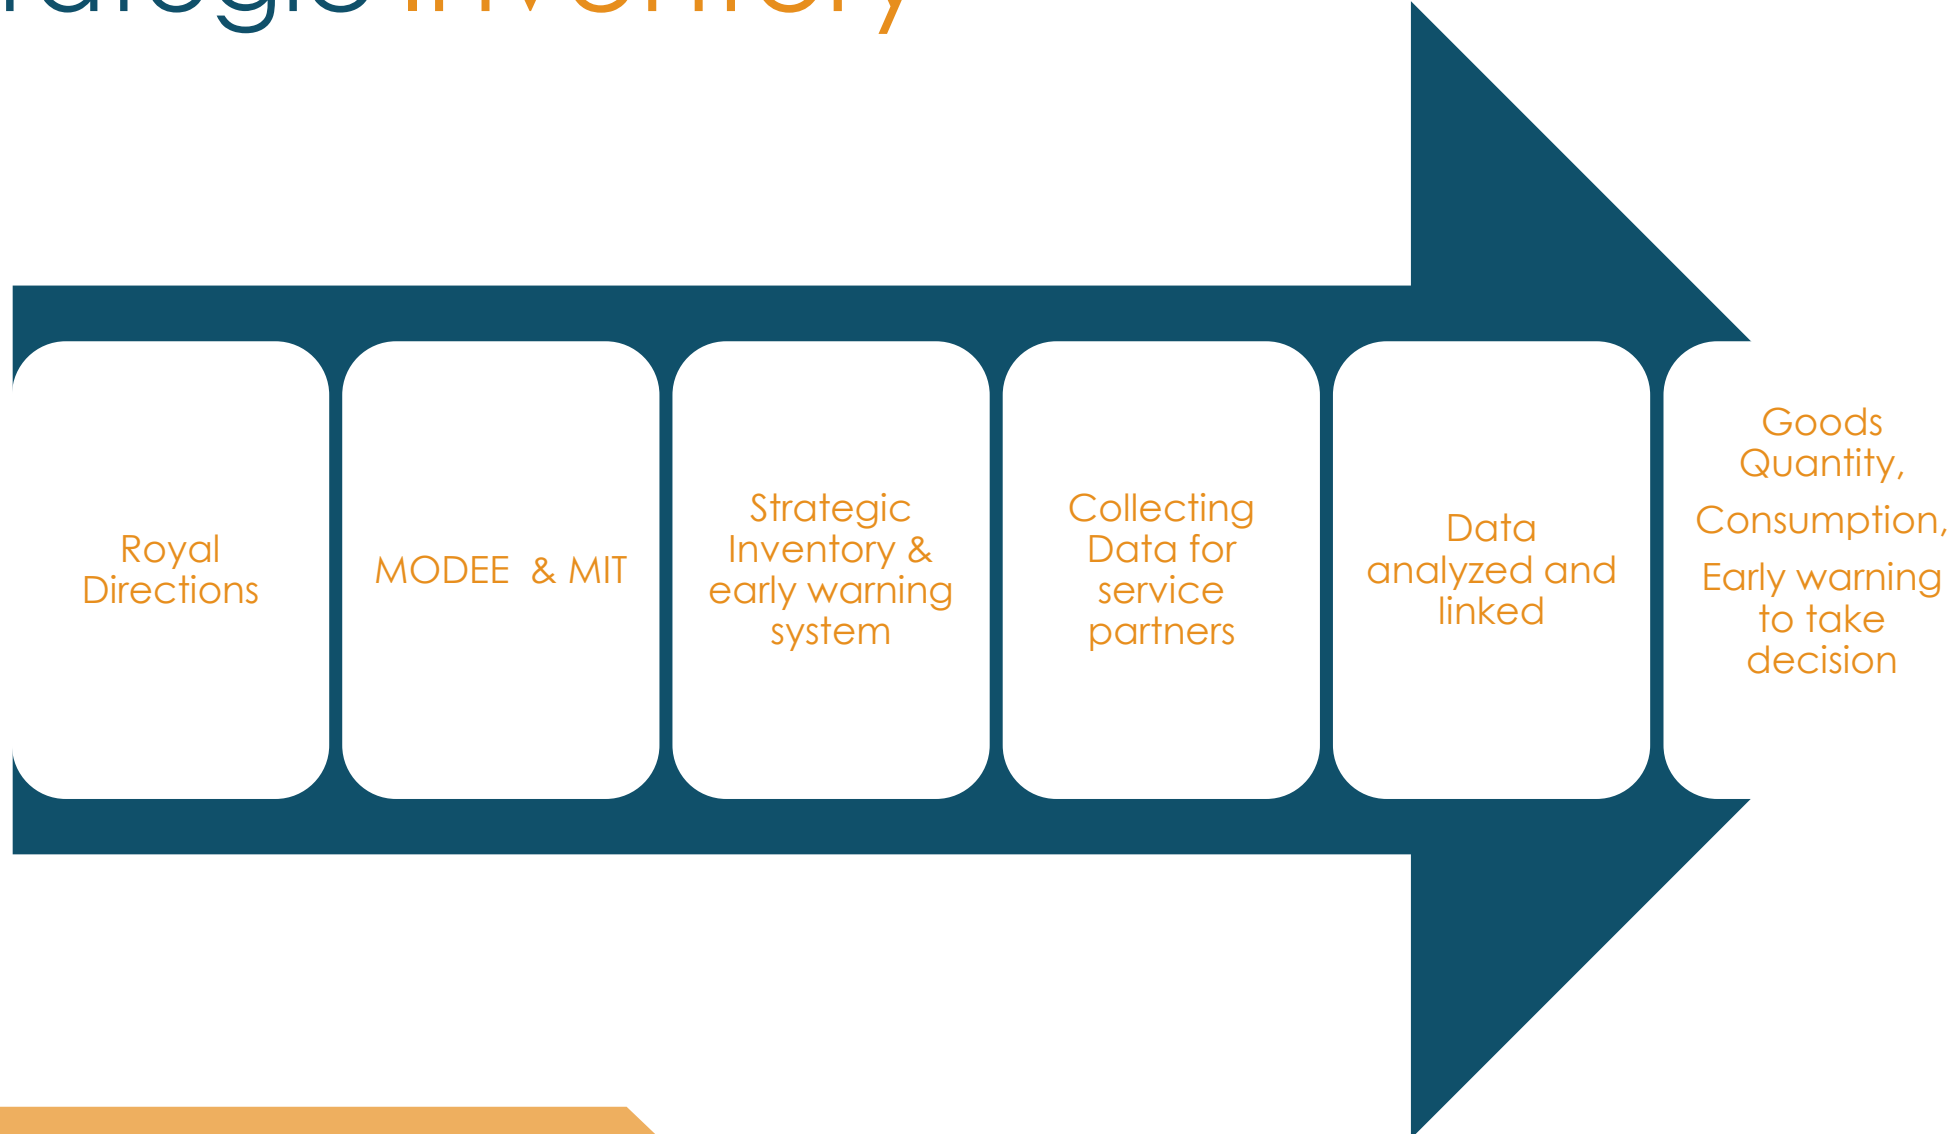 Inventory
Royal
Directions
MODEE & MIT
Strategic
Inventory &
early warning
system
Collecting
Data for
service
partners
Data
analyzed and
linked
Goods
Quantity,
Consumption,
Early warning
to take
decision